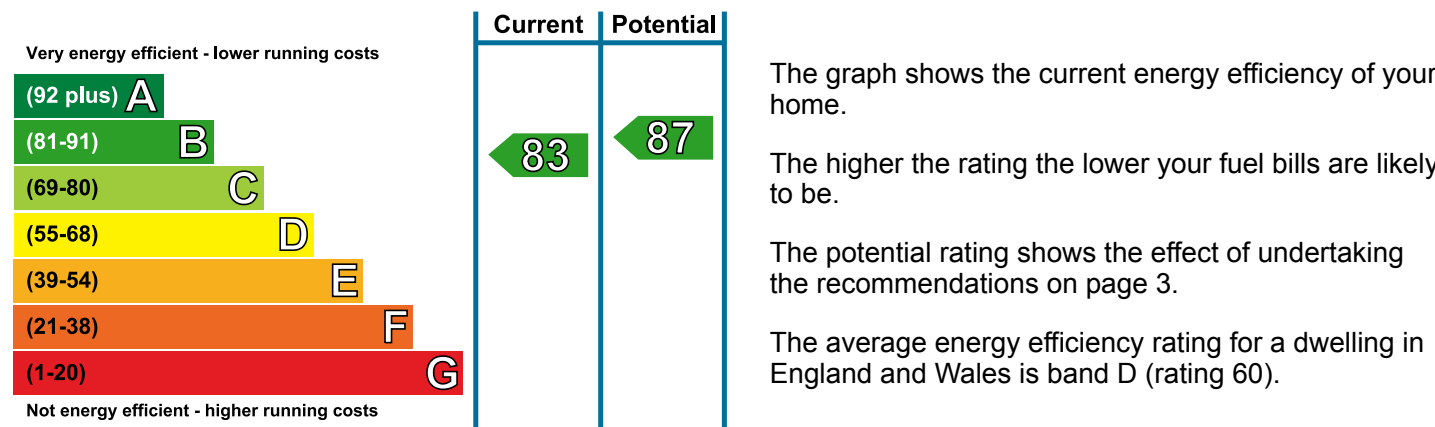 Current Potential
Very energy efficient - lower running costs
(92 plus) A
(81-91) B
83
87
(69-80) C
(55-68) D
(39-54) E
(21-38) F
(1-20) G
Not energy efficient - higher running costs
The graph shows the current energy efficiency of your
home.
The higher the rating the lower your fuel bills are likely
to be.
The potential rating shows the effect of undertaking
the recommendations on page 3.
The average energy efficiency rating for a dwelling in
England and Wales is band D (rating 60).